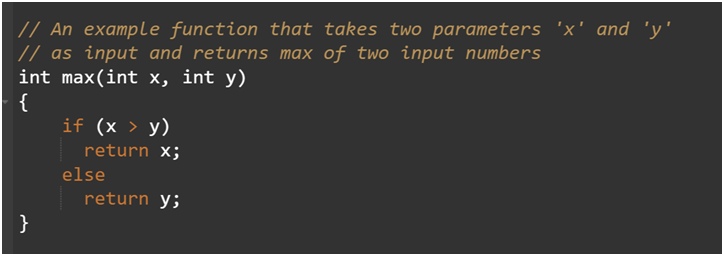 // An example function that takes two parameters 'x' and 'y'
// as input and returns max of two input numbers
int max(int x, int y)
{
    if (x > y)
      return x;
    else
      return y;
}